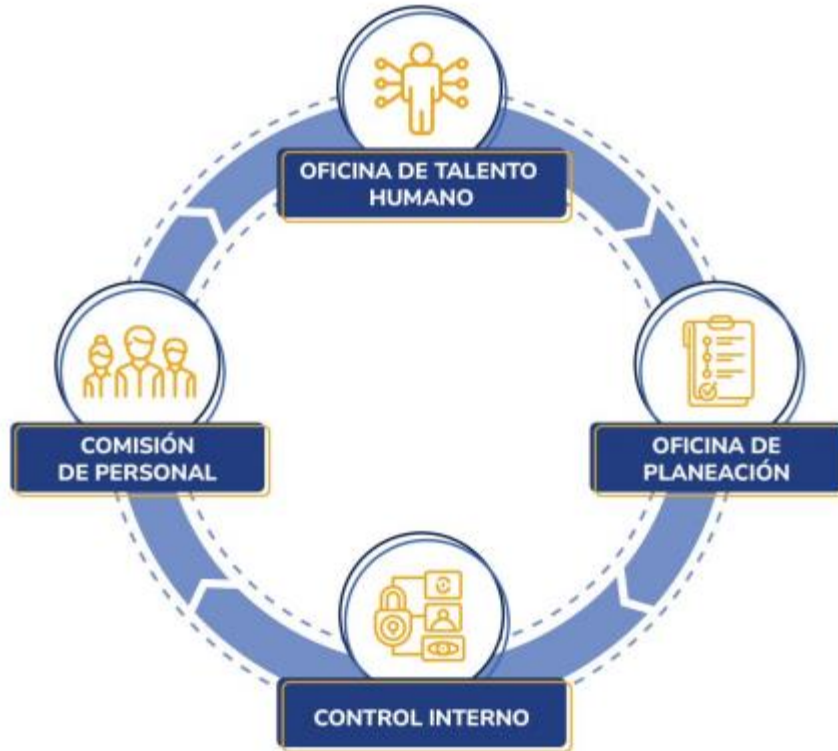 OFICINA DE TALENTO
HUMANO
COMISIÓN
DE PERSONAL
OFICINA DE
PLANEACIÓN
CONTROL INTERNO